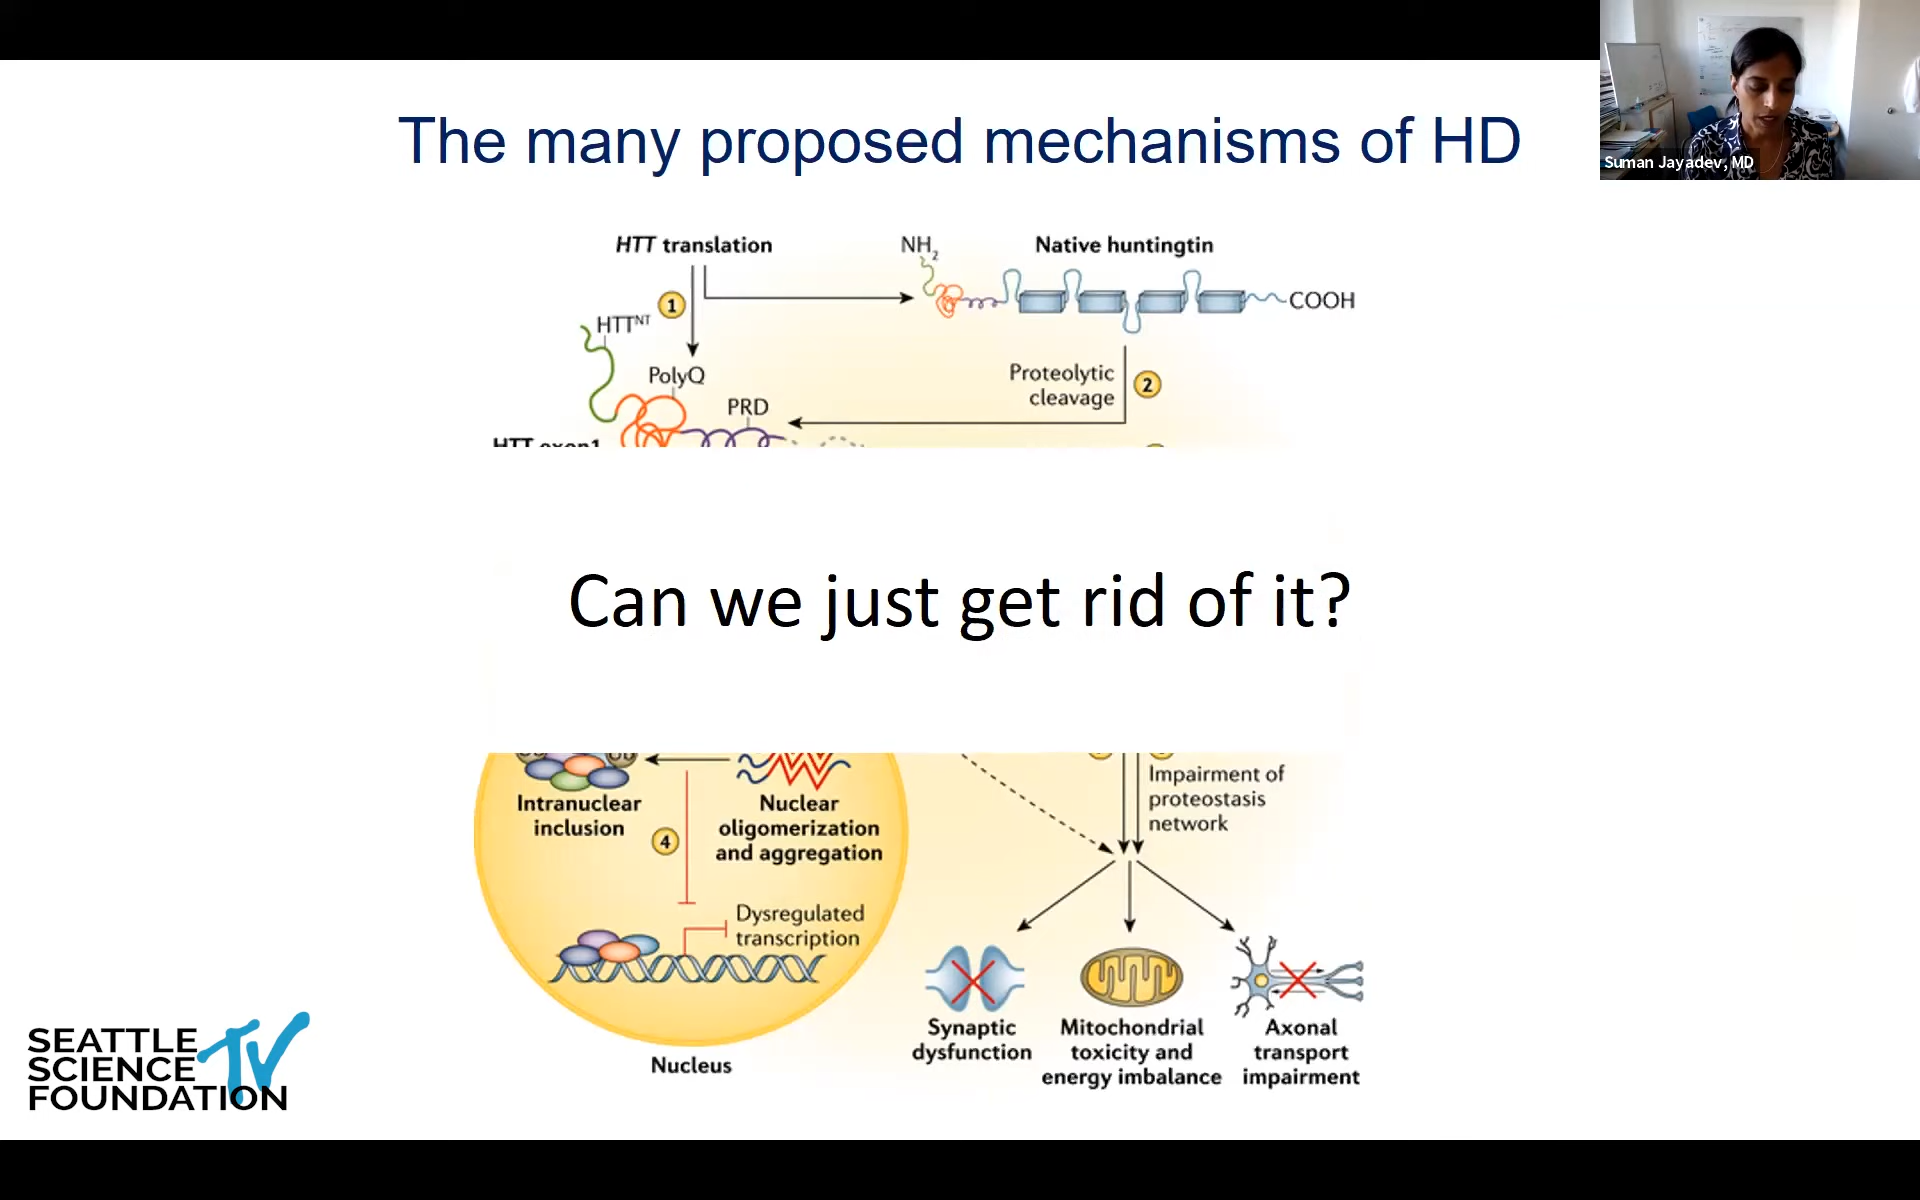 Suman Jayadev, MD
The many proposed mechanisms of HD
HTT translation
NH2
Native huntingtin
COOH
1
HTTNT
PolyQ
PRD
Proteolytic
cleavage
2
HTT exon1
Can we just get rid of it?
Intranuclear
inclusion
Nuclear
oligomerization
and aggregation
4
Dysregulated
transcription
Nucleus
Impairment of
proteostasis
network
Synaptic
dysfunction
Mitochondrial
toxicity and
energy imbalance
Axonal
transport
impairment
SEATTLE
SCIENCE
FOUNDATION
TV